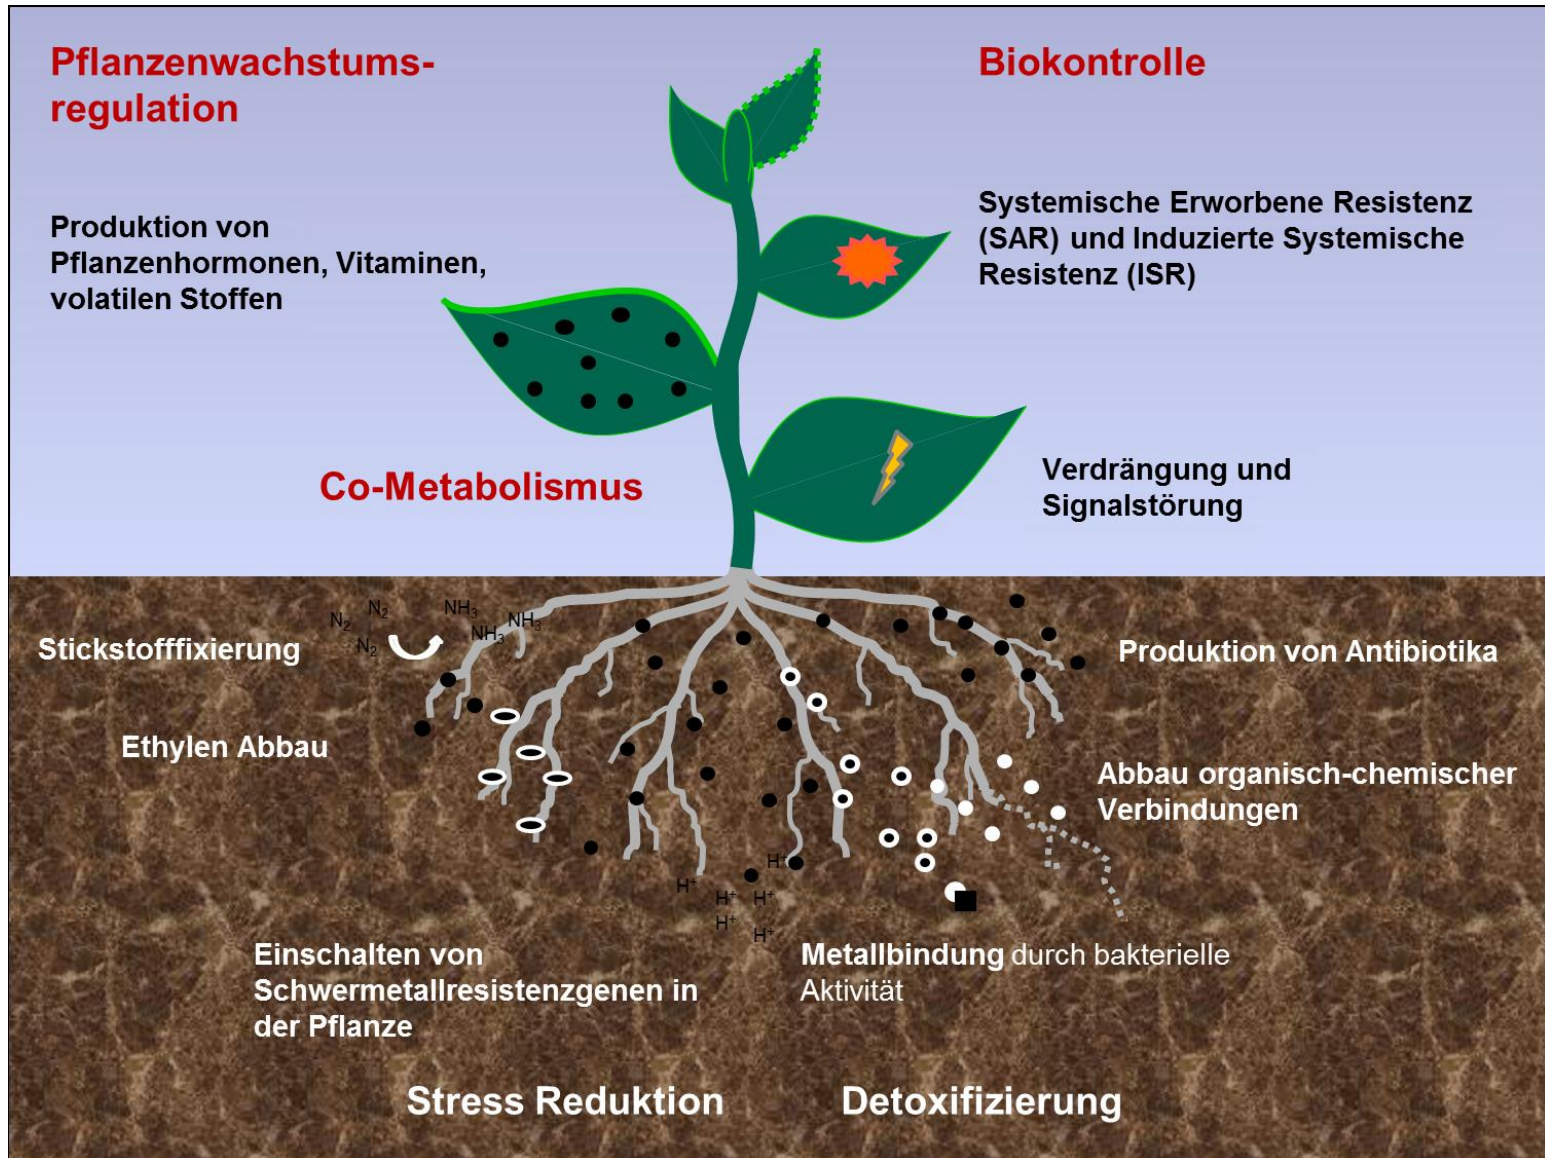 Pflanzenwachstums-
regulation
Biokontrolle
Produktion von
Pflanzenhormonen, Vitaminen,
volatilen Stoffen
Systemische Erworbene Resistenz
(SAR) und Induzierte Systemische
Resistenz (ISR)
Co-Metabolismus
Verdrängung und
Signalstörung
N₂ N₂ NH₃ NH₃
N₂ NH₃
Stickstofffixierung
Produktion von Antibiotika
Ethylen Abbau
Abbau organisch-chemischer
Verbindungen
H⁺
H⁺ H⁺ H⁺
H⁺ H⁺
Einschalten von
Schwermetallresistenzgenen in
der Pflanze
Metallbindung durch bakterielle
Aktivität
Stress Reduktion
Detoxifizierung